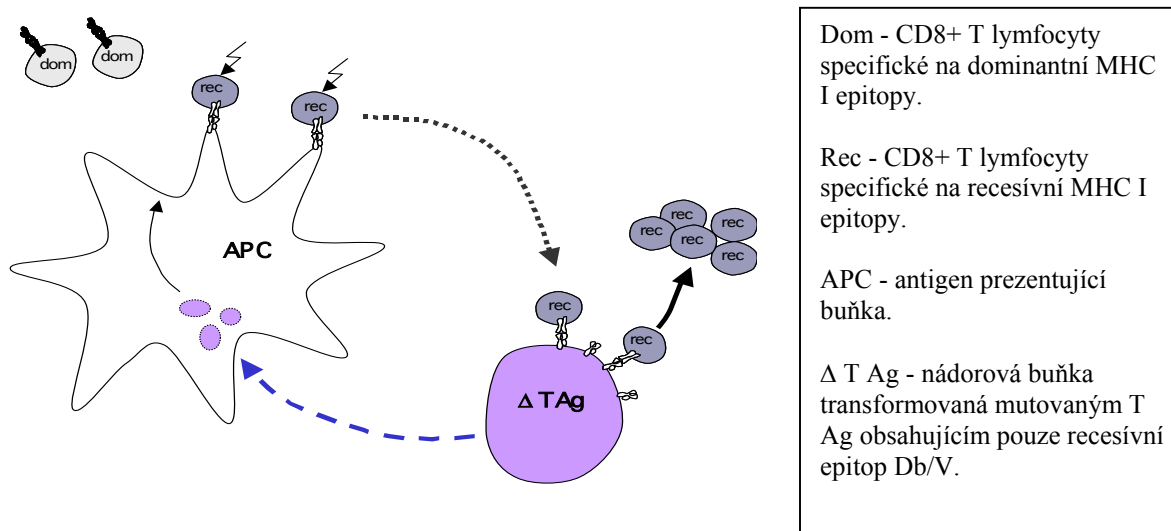 dom
dom
rec
rec
APC
rec
rec
rec
rec
rec
rec
rec
rec
Δ TAg
Dom - CD8+ T lymfocyty
specifické na dominantní MHC
I epitopy.
Rec - CD8+ T lymfocyty
specifické na recesívní MHC I
epitopy.
APC - antigen prezentující
buňka.
Δ T Ag - nádorová buňka
transformovaná mutovaným T
Ag obsahujícím pouze recesívní
epitop Db/V.